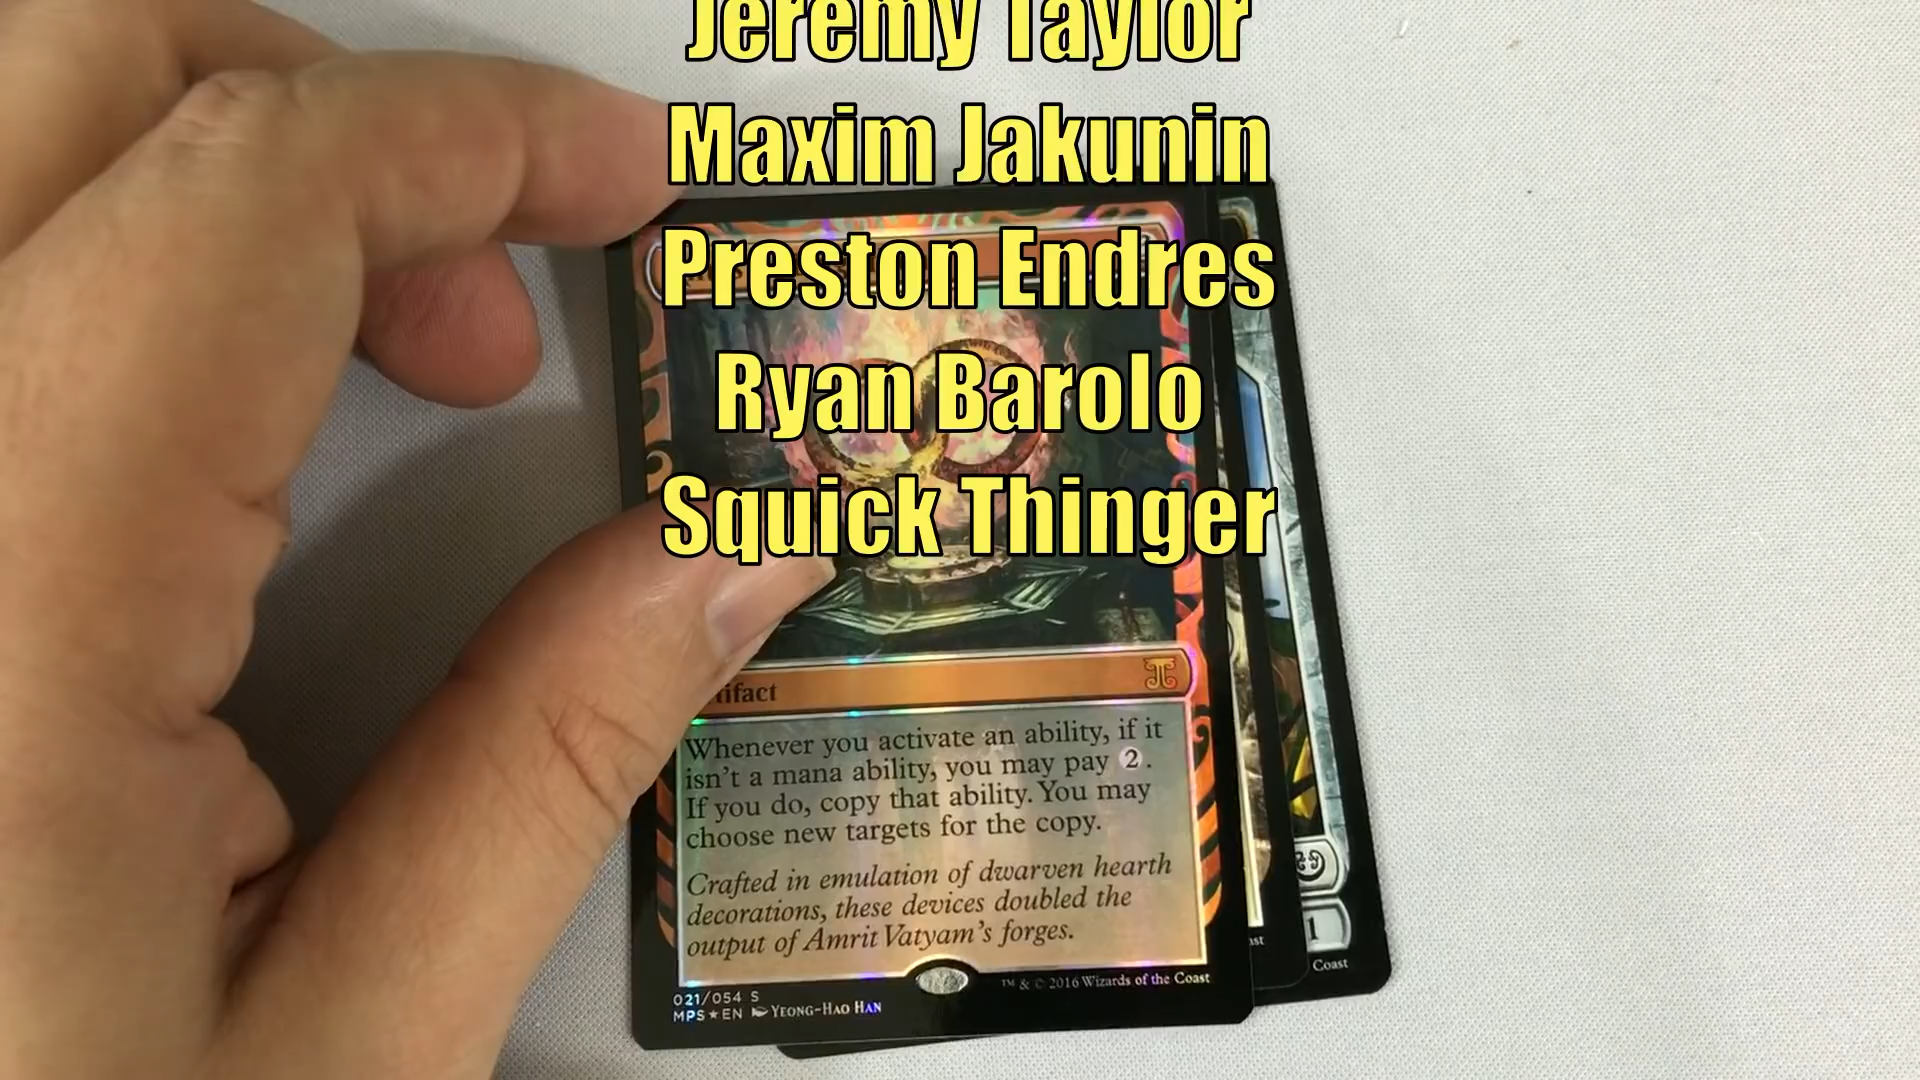 Jeremy Taylor
Maxim Jakunin
Preston Endres
Ryan Barolo
Squick Thinger
tifact
Whenever you activate an ability, if it
isn't a mana ability, you may pay 2.
If you do, copy that ability. You may
choose new targets for the copy.
Crafted in emulation of dwarven hearth
decorations, these devices doubled the
output of Amrit Vatyam's forges.
021/054 S
MPS★EN YEONG-HAO HAN
™ & © 2016 Wizards of the Coast
ast
1
Coast